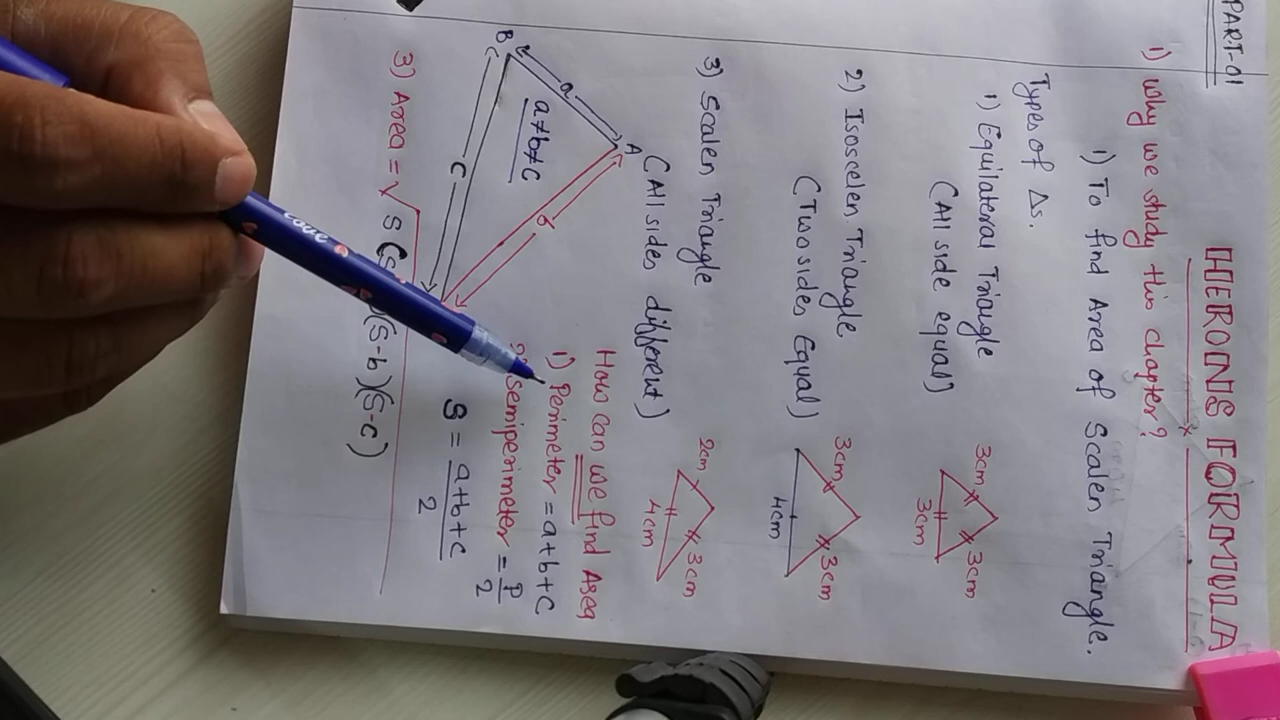 PART-01
HERONS FORMULA
1) Why we study this chapter?
1) To find Area of Scalen Triangle.
Types of Δs.
1) Equilateral Triangle
(All side equal)
3cm 3cm
3cm
2) Isoscelen Triangle.
(Two sides Equal)
3cm 3cm
4cm
3) Scalen Triangle
(All sides different)
2cm 3cm
4cm
A
a b
B
C
c
a≠b≠c
How can we find Area
1) Perimeter = a+b+c
2) semiperimeter = P/2
S = a+b+c/2
3) Area = √S(S )(S-b)(S-c)
love